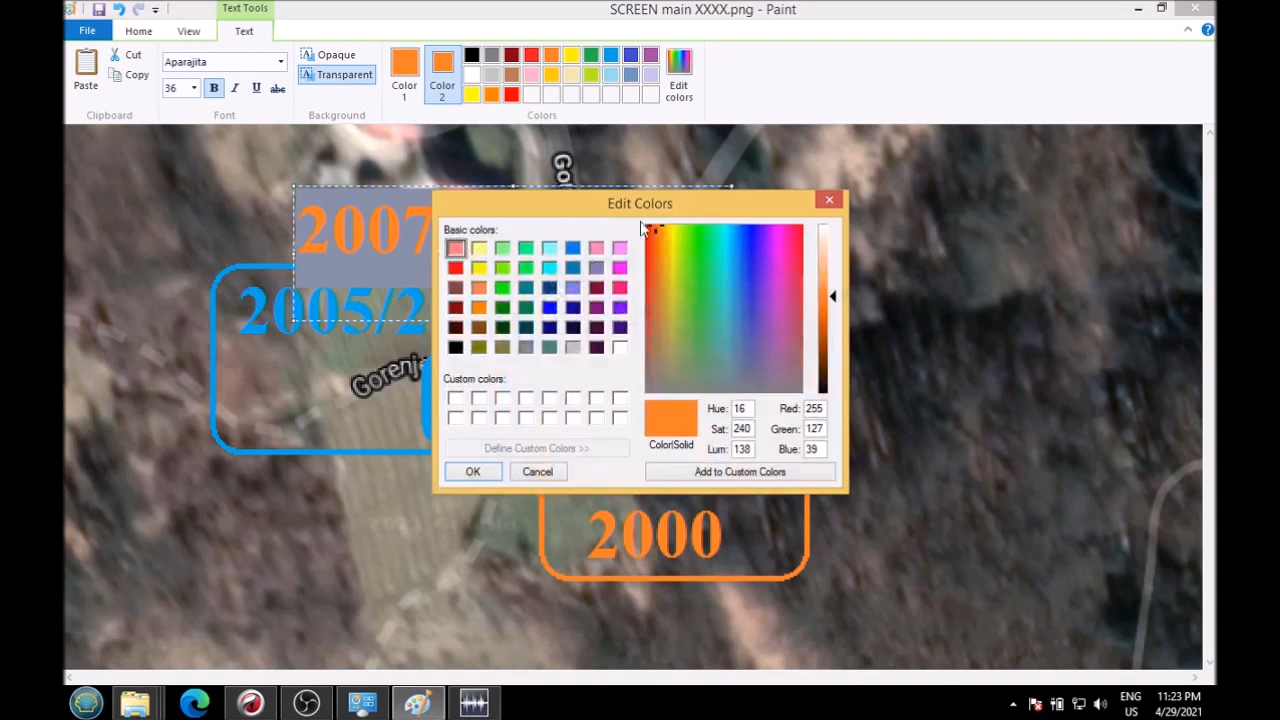 SCREEN main XXXX.png - Paint
Text Tools
File
Home
View
Text
Paste
Cut
Copy
Clipboard
Aparajita
36
B
I
U
abc
Font
Opaque
Transparent
Background
Color 1
Color 2
Edit colors
Colors
Gor
2007
2005/2
Gorenja
2000
Edit Colors
Basic colors:
Custom colors:
Define Custom Colors >>
OK
Cancel
Color|Solid
Hue: 16
Sat: 240
Lum: 138
Red: 255
Green: 127
Blue: 39
Add to Custom Colors
ENG
US
11:23 PM
4/29/2021